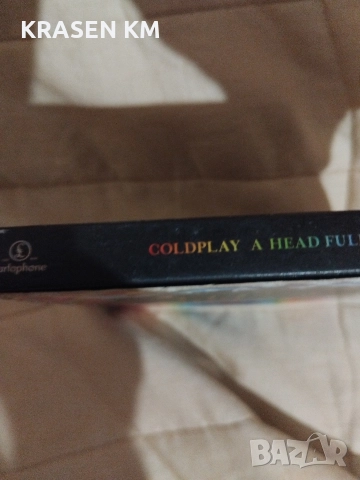 KRASEN KM
COLDPLAY A HEAD FULL
arlophone
BAZAR